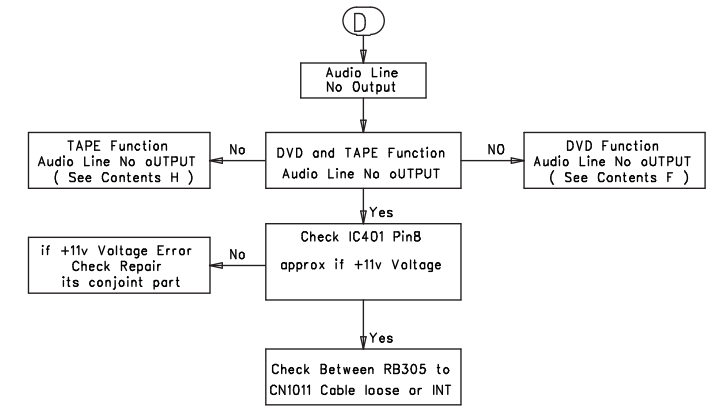 D
Audio Line
No Output
TAPE Function
Audio Line No oUTPUT
( See Contents H )
No
DVD and TAPE Function
Audio Line No oUTPUT
NO
DVD Function
Audio Line No oUTPUT
( See Contents F )
Yes
if +11v Voltage Error
Check Repair
its conjoint part
No
Check IC401 Pin8
approx if +11v Voltage
Yes
Check Between RB305 to
CN1011 Cable loose or INT